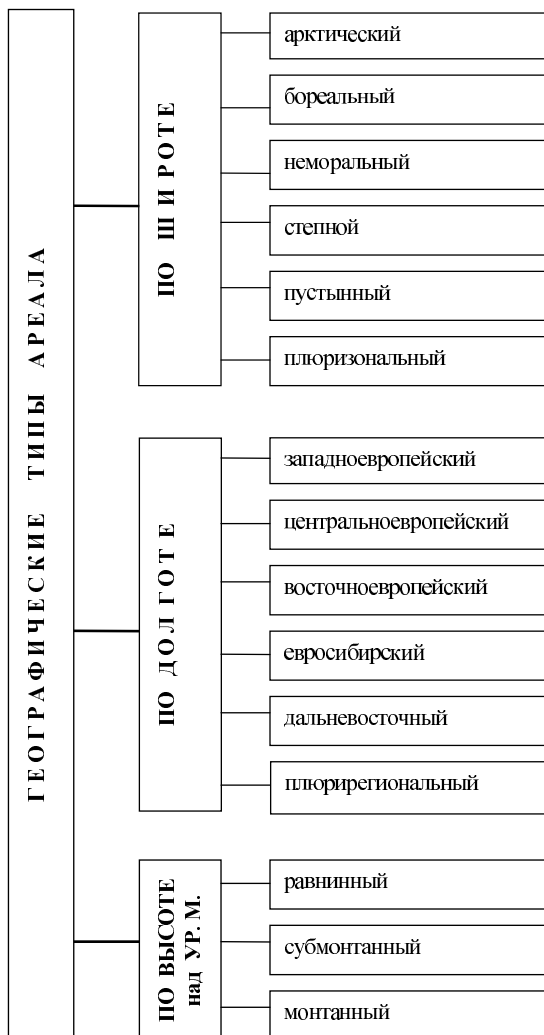 ГЕОГРАФИЧЕСКИЕ ТИПЫ АРЕАЛА
ПО ШИРОТЕ
арктический
бореальный
неморальный
степной
пустынный
плюризональный
ПО ДОЛГОТЕ
западноевропейский
центральноевропейский
восточноевропейский
евросибирский
дальневосточный
плюрирегиональный
ПО ВЫСОТЕ
над УР. М.
равнинный
субмонтанный
монтанный